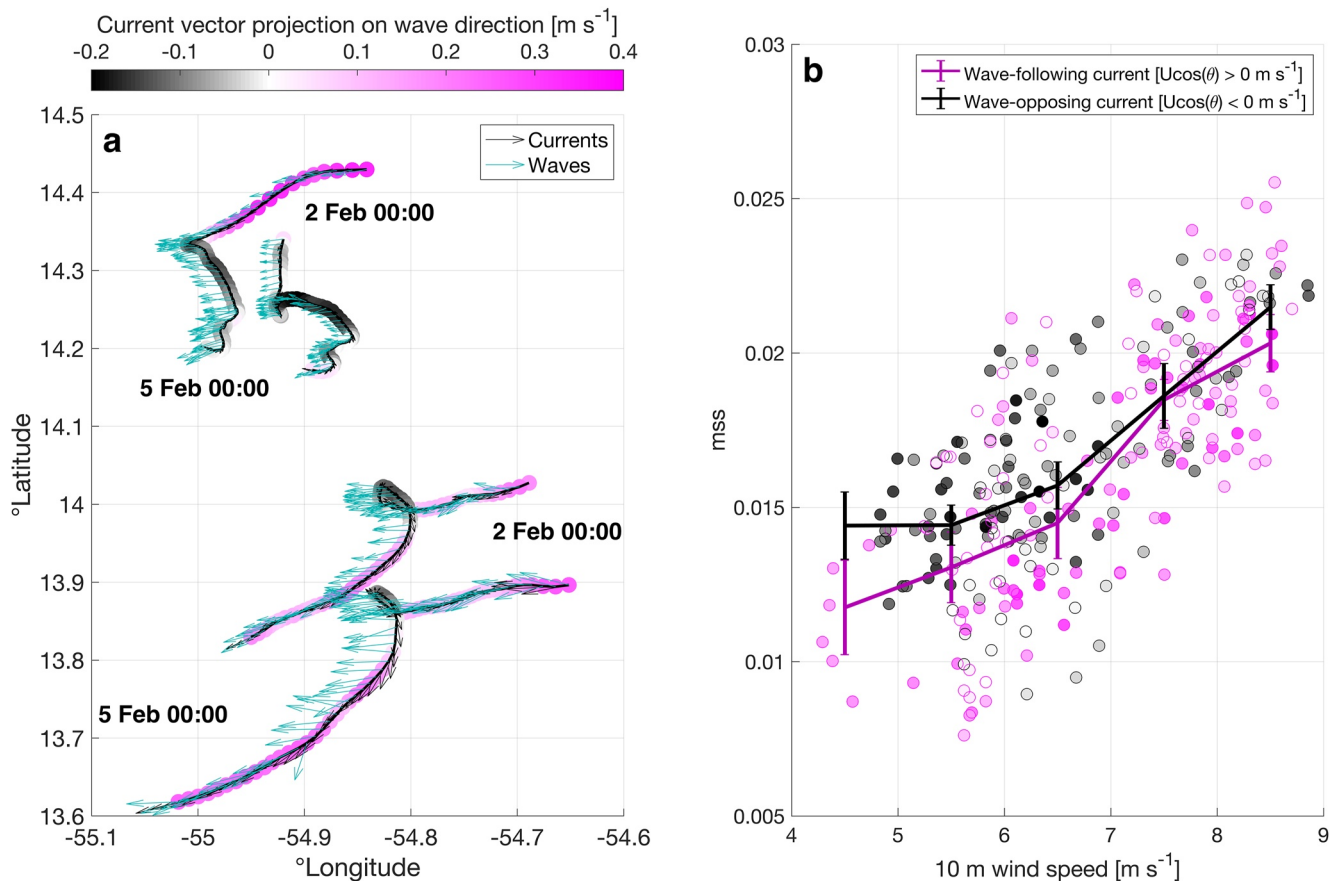 Current vector projection on wave direction [m s⁻¹]
-0.2 -0.1 0 0.1 0.2 0.3 0.4
a
Currents
Waves
14.5
14.4
14.3
14.2
14.1
14
13.9
13.8
13.7
13.6
°Latitude
2 Feb 00:00
5 Feb 00:00
2 Feb 00:00
5 Feb 00:00
-55.1 -55 -54.9 -54.8 -54.7 -54.6
°Longitude
b
Wave-following current [Ucos(θ) > 0 m s⁻¹]
Wave-opposing current [Ucos(θ) < 0 m s⁻¹]
0.03
0.025
0.02
0.015
0.01
0.005
mss
4 5 6 7 8 9
10 m wind speed [m s⁻¹]